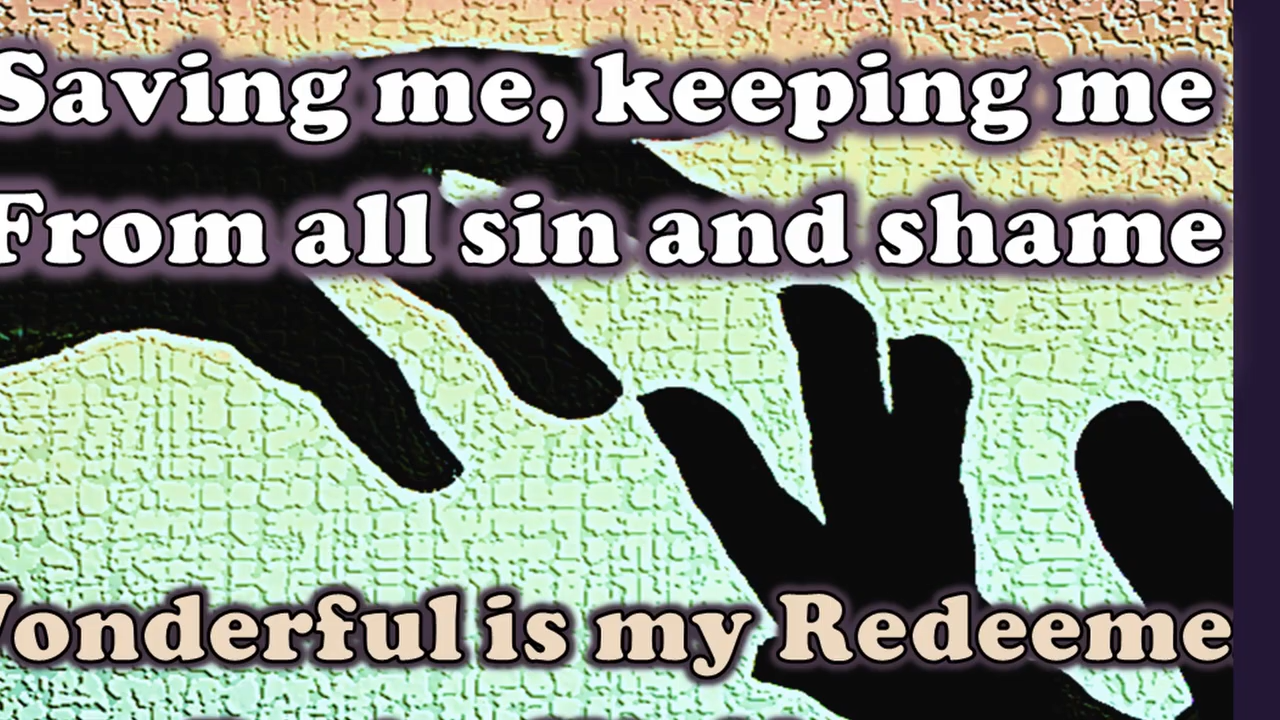 Saving me, keeping me
From all sin and shame
Wonderful is my Redeeme